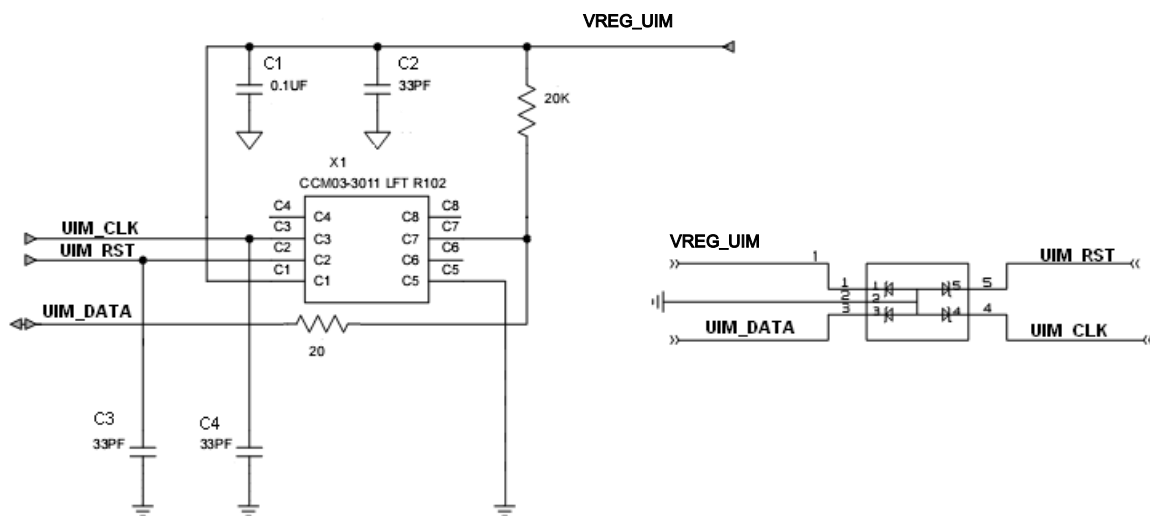 VREG_UIM
C1
0.1UF
C2
33PF
20K
X1
CCM03-3011 LFT R102
C4 C4 C8 C8
C3 C3 C7 C7
C2 C2 C6 C6
C1 C1 C5 C5
UIM_CLK
UIM_RST
UIM_DATA
20
C3
33PF
C4
33PF
VREG_UIM
1
UIM_RST
1 1 5 5
2 2
3 3 4 4
UIM_DATA
UIM_CLK